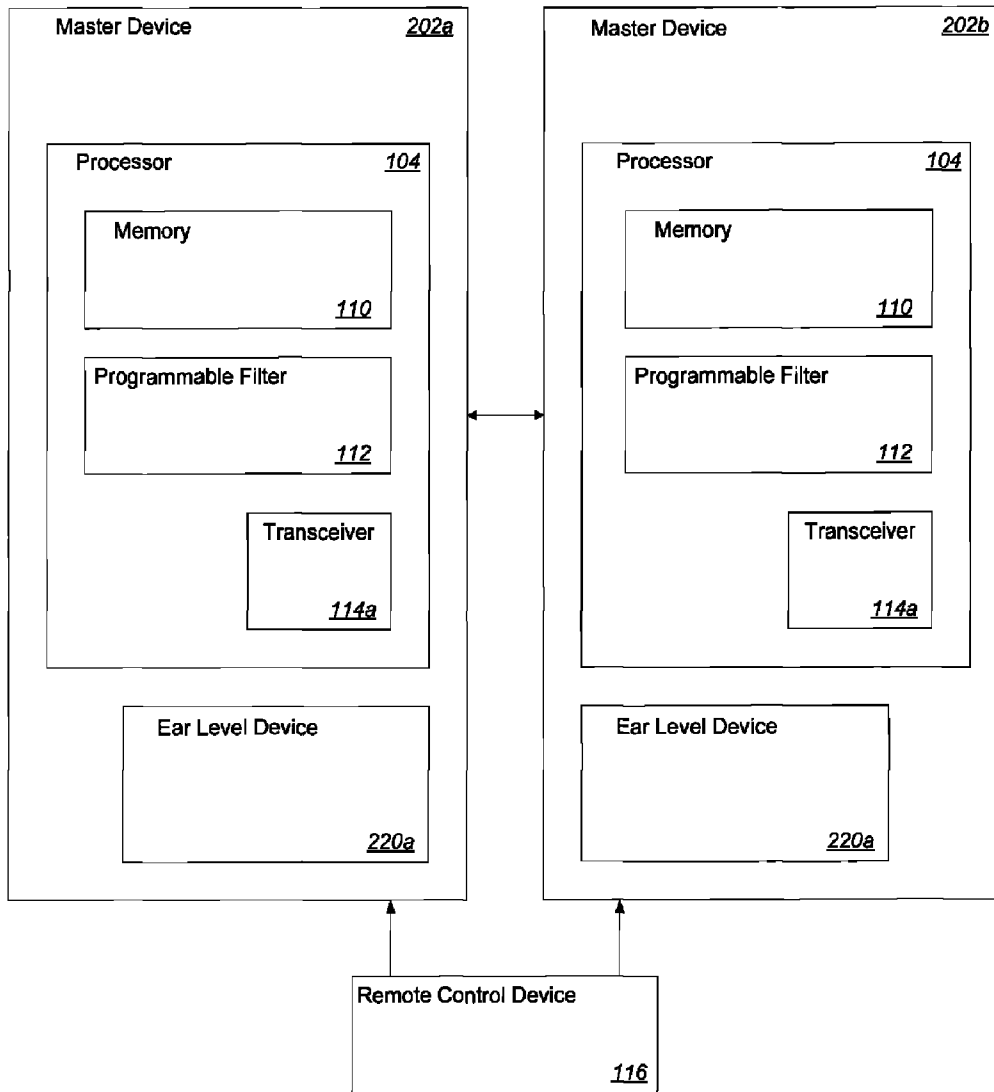 Master Device 202a
Processor 104
Memory
110
Programmable Filter
112
Transceiver
114a
Ear Level Device
220a
Master Device 202b
Processor 104
Memory
110
Programmable Filter
112
Transceiver
114a
Ear Level Device
220a
Remote Control Device
116